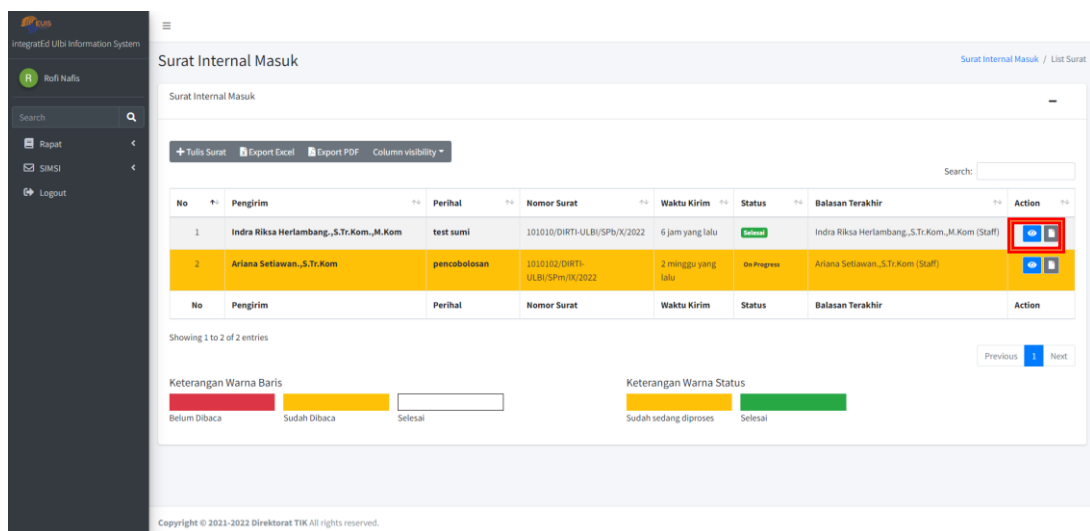 EUIS
integratEd Ulbi Information System
R Rofi Nafis
Search
Rapat
SIMSI
Logout
Surat Internal Masuk
Surat Internal Masuk / List Surat
Surat Internal Masuk
Tulis Surat Export Excel Export PDF Column visibility
Search:
No Pengirim Perihal Nomor Surat Waktu Kirim Status Balasan Terakhir Action
1 Indra Riksa Herlambang.,S.Tr.Kom.,M.Kom test sumi 101010/DIRTI-ULBI/SPb/X/2022 6 jam yang lalu Selesai Indra Riksa Herlambang.,S.Tr.Kom.,M.Kom (Staff)
2 Ariana Setiawan.,S.Tr.Kom pencobolosan 1010102/DIRTI- 2 minggu yang On Progress Ariana Setiawan.,S.Tr.Kom (Staff)
ULBI/SPm/IX/2022 lalu
No Pengirim Perihal Nomor Surat Waktu Kirim Status Balasan Terakhir Action
Showing 1 to 2 of 2 entries
Previous 1 Next
Keterangan Warna Baris
Belum Dibaca Sudah Dibaca Selesai
Keterangan Warna Status
Sudah sedang diproses Selesai
Copyright © 2021-2022 Direktorat TIK All rights reserved.